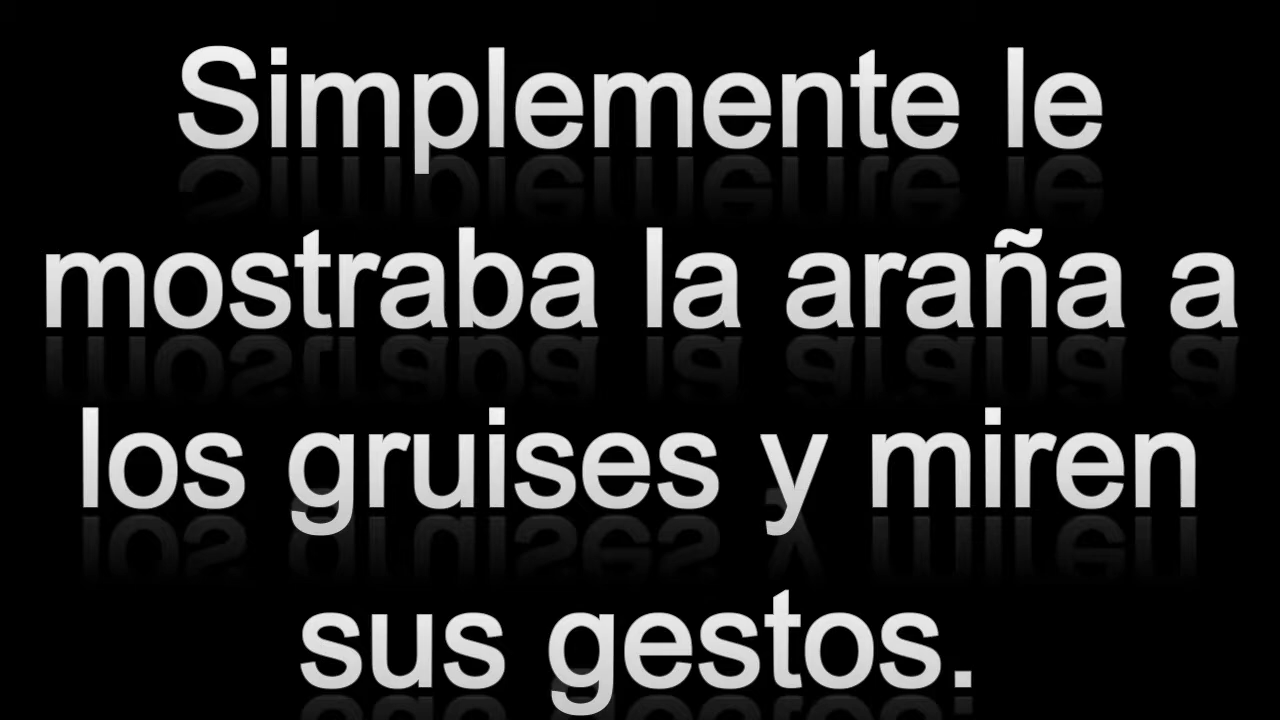 Simplemente le
mostraba la araña a
los gruises y miren
sus gestos.